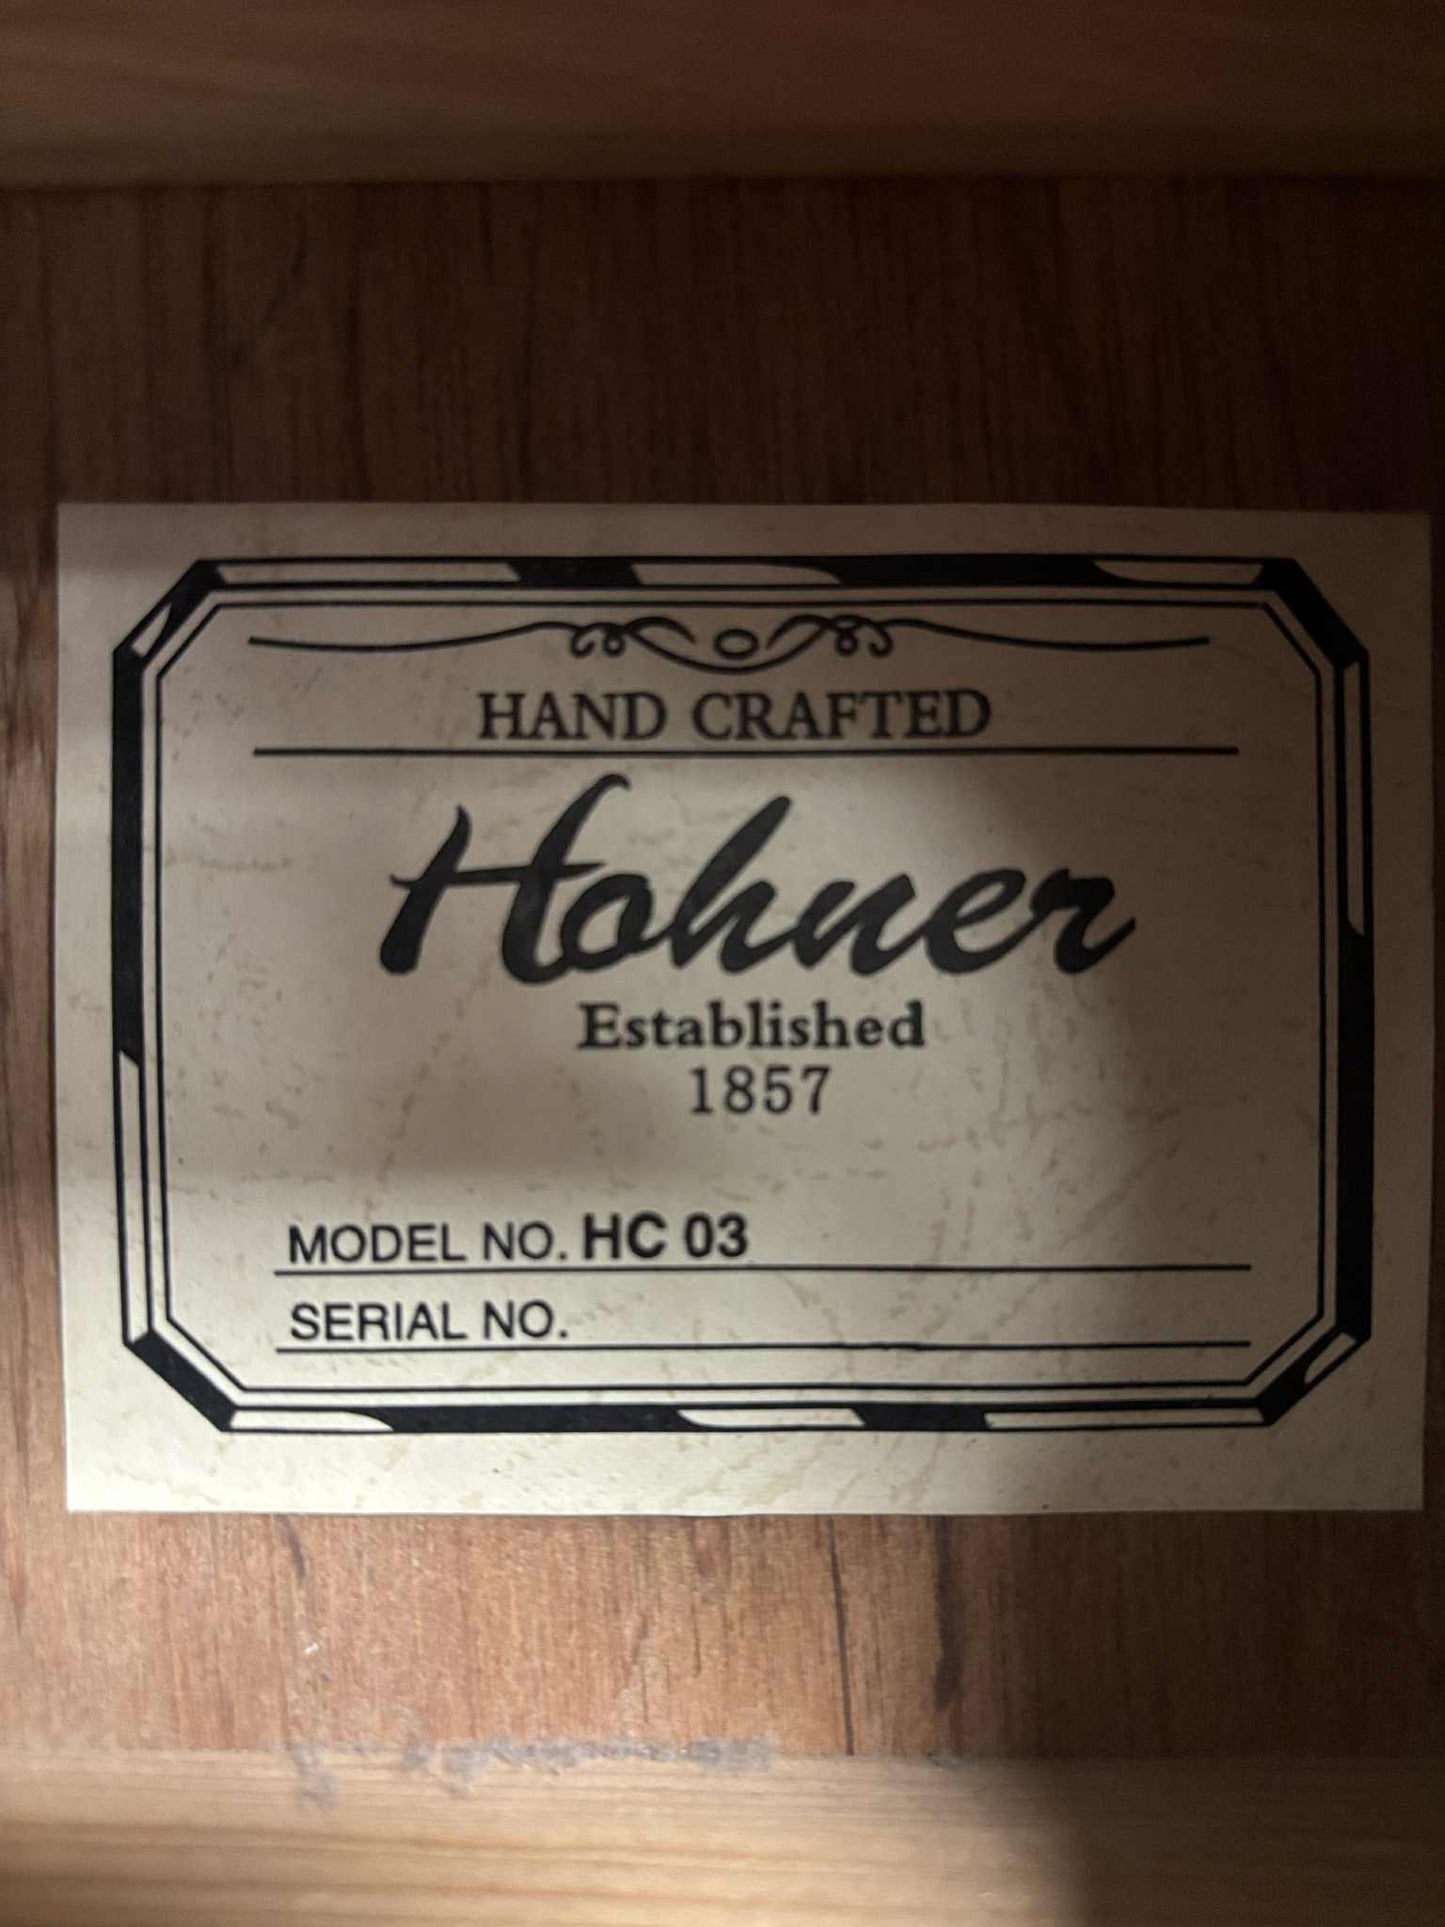 HAND CRAFTED
Hohner
Established
1857
MODEL NO. HC 03
SERIAL NO.